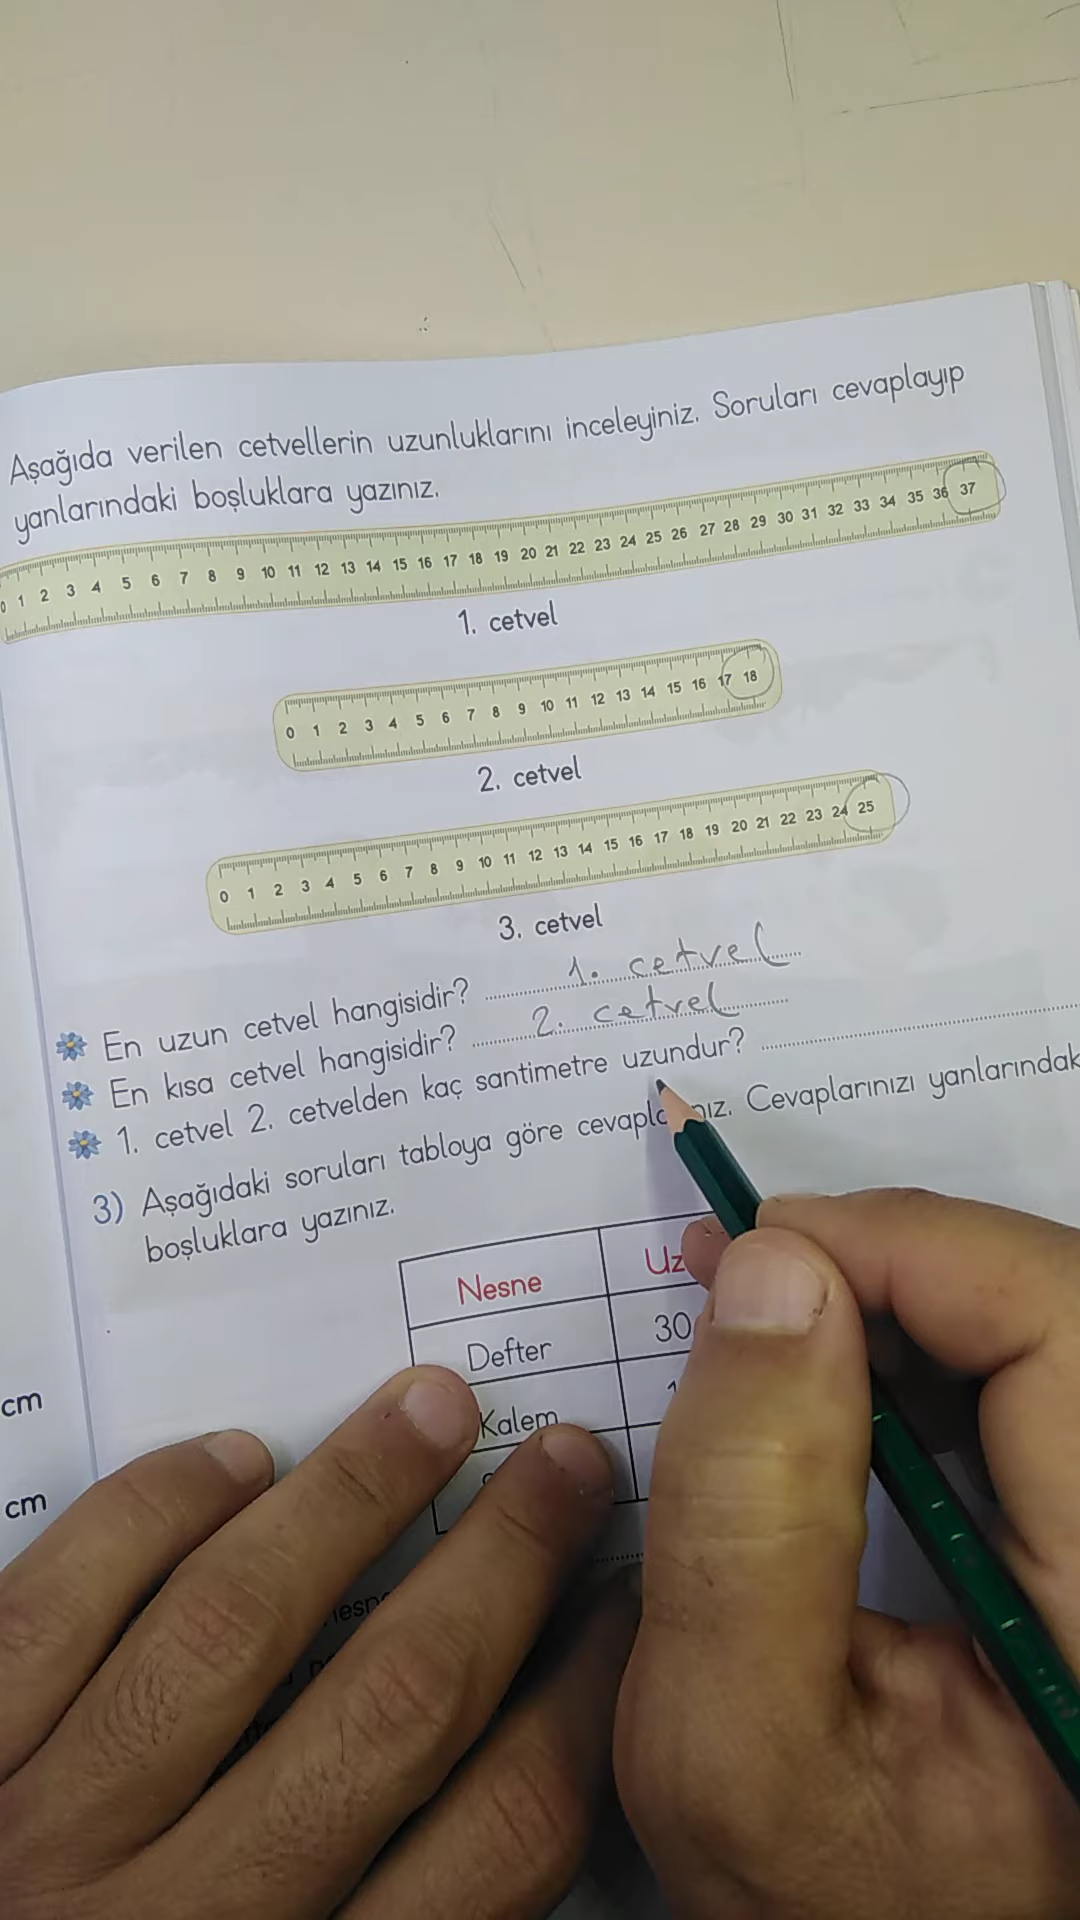 Aşağıda verilen cetvellerin uzunluklarını inceleyiniz. Soruları cevaplayıp
yanlarındaki boşluklara yazınız.
0 1 2 3 4 5 6 7 8 9 10 11 12 13 14 15 16 17 18 19 20 21 22 23 24 25 26 27 28 29 30 31 32 33 34 35 36 37
1. cetvel
0 1 2 3 4 5 6 7 8 9 10 11 12 13 14 15 16 17 18
2. cetvel
0 1 2 3 4 5 6 7 8 9 10 11 12 13 14 15 16 17 18 19 20 21 22 23 24 25
3. cetvel
En uzun cetvel hangisidir? 1. cetvel
En kısa cetvel hangisidir? 2. cetvel
1. cetvel 2. cetvelden kaç santimetre uzundur?
3) Aşağıdaki soruları tabloya göre Cevaplarınızı
boşluklara yazınız.
Nesne
Defter 30
Kalem
cm
cm